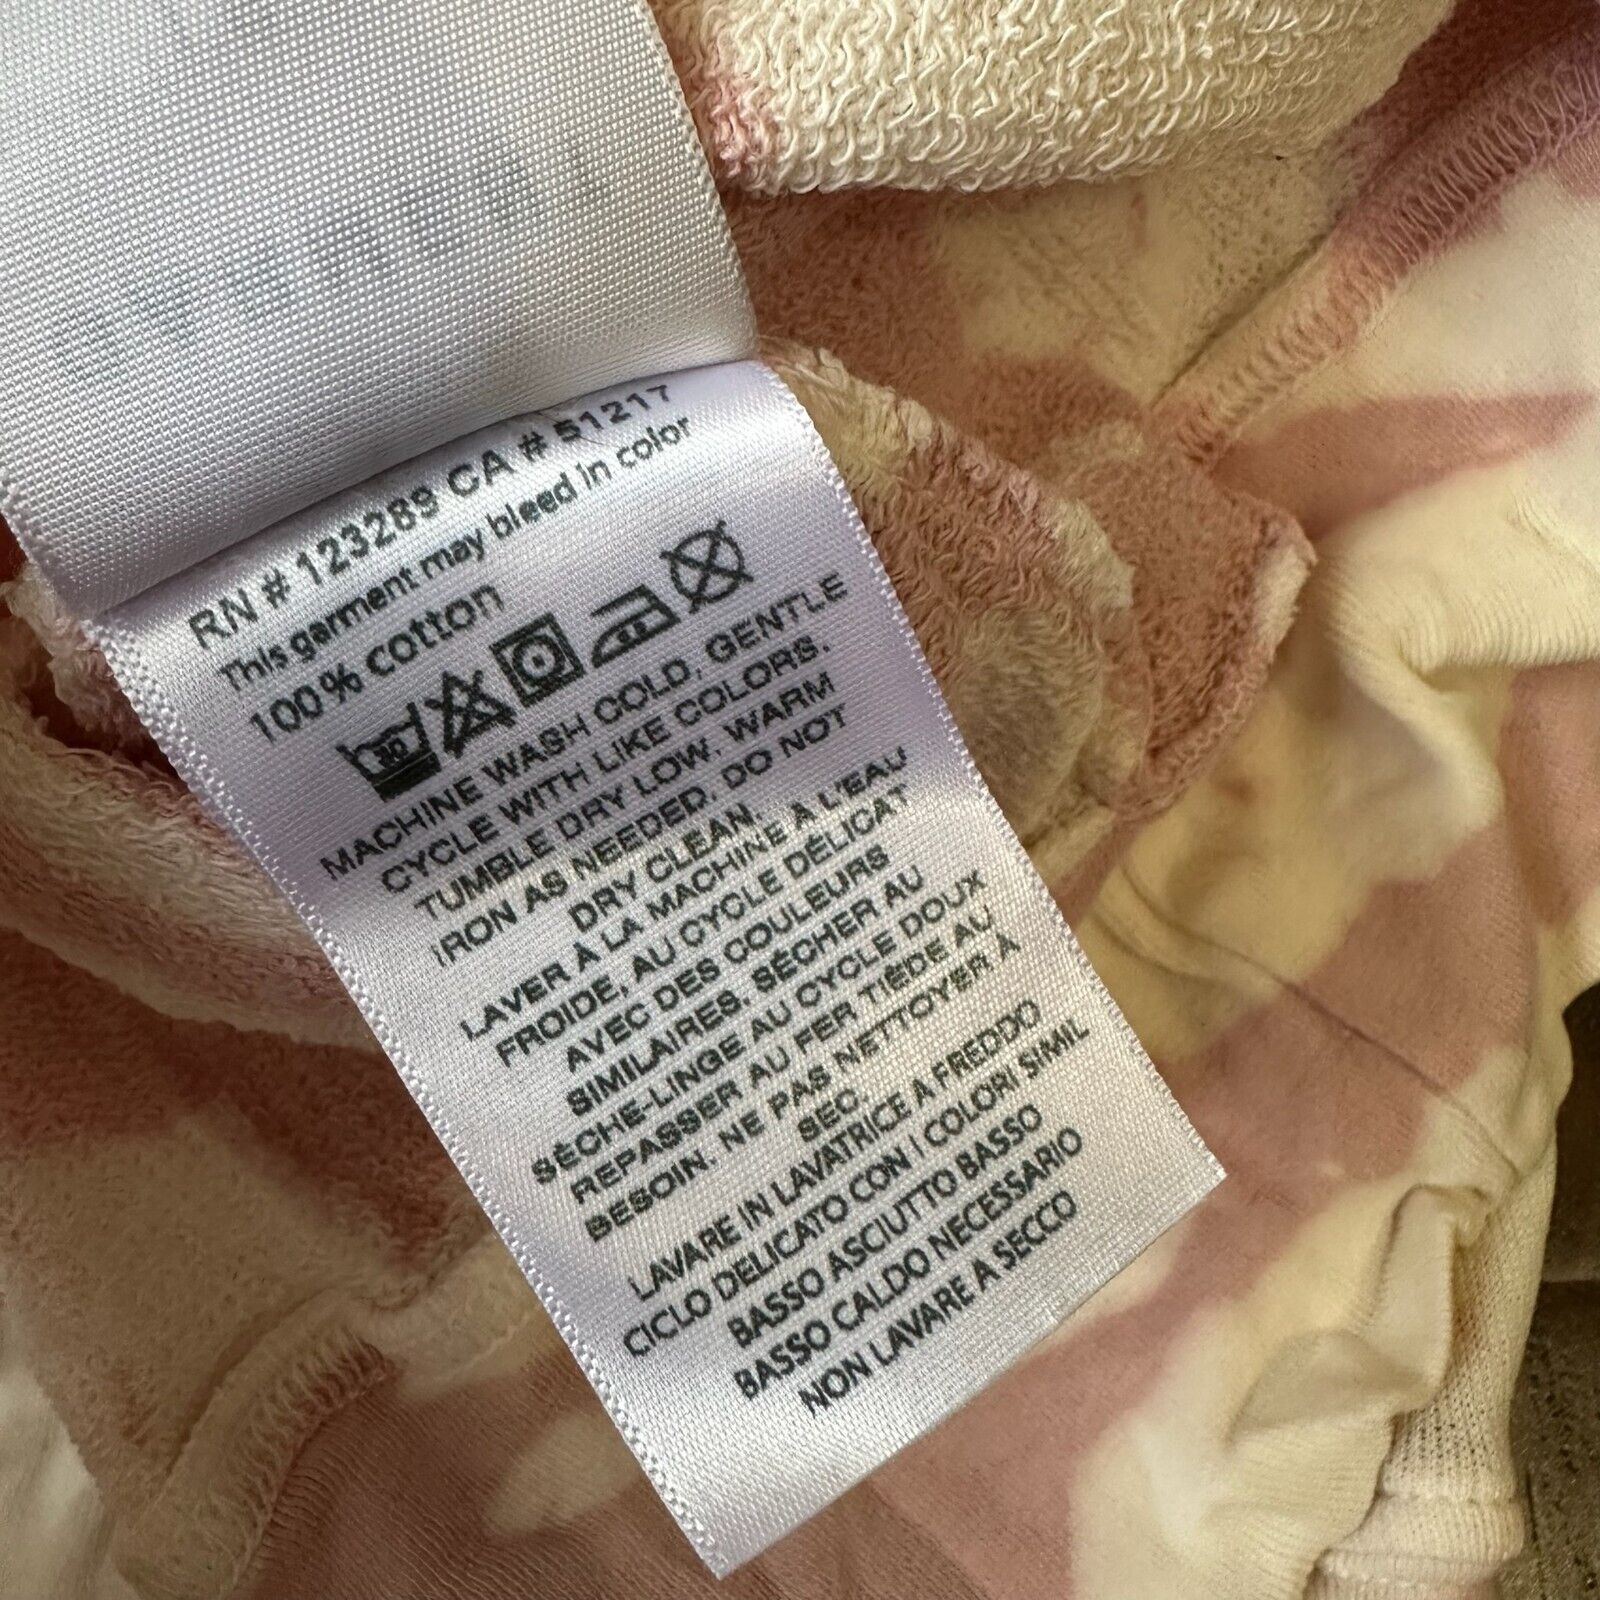 RN # 123289 CA # 51217
This garment may bleed in color
100% cotton
30
MACHINE WASH COLD, GENTLE
CYCLE WITH LIKE COLORS.
TUMBLE DRY LOW. WARM
IRON AS NEEDED. DO NOT
DRY CLEAN.
LAVER À LA MACHINE À L'EAU
FROIDE, AU CYCLE DÉLICAT
AVEC DES COULEURS
SIMILAIRES. SÉCHER AU
SÈCHE-LINGE AU CYCLE DOUX
REPASSER AU FER TIÈDE AU
BESOIN. NE PAS NETTOYER À
SEC.
LAVARE IN LAVATRICE A FREDDO
CICLO DELICATO CON I COLORI SIMIL
BASSO ASCIUTTO BASSO
BASSO CALDO NECESSARIO
NON LAVARE A SECCO